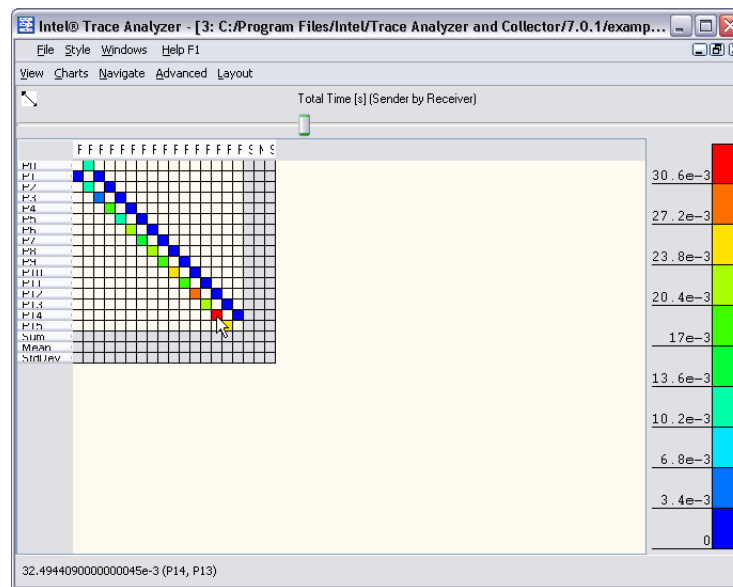 Intel® Trace Analyzer - [3: C:/Program Files/Intel/Trace Analyzer and Collector/7.0.1/examp...
File Style Windows Help F1
View Charts Navigate Advanced Layout
Total Time [s] (Sender by Receiver)
F F F F F F F F F F F F F F F F S M S
P0
P1
P2
P3
P4
P5
P6
P7
P8
P9
P10
P11
P12
P13
P14
P15
Sum
Mean
StdDev
30.6e-3
27.2e-3
23.8e-3
20.4e-3
17e-3
13.6e-3
10.2e-3
6.8e-3
3.4e-3
0
32.4944090000000045e-3 (P14, P13)